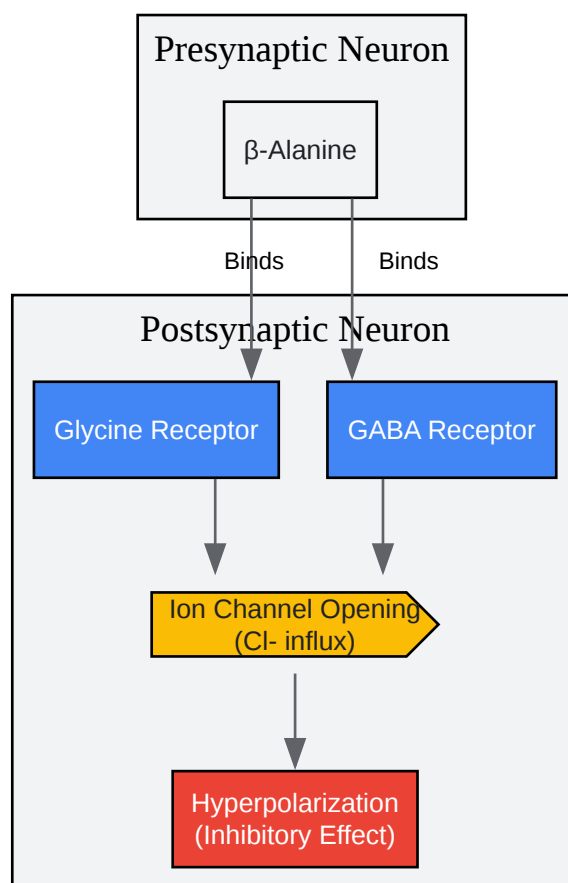 Presynaptic Neuron
β-Alanine
Binds
Binds
Postsynaptic Neuron
Glycine Receptor
GABA Receptor
Ion Channel Opening
(Cl- influx)
Hyperpolarization
(Inhibitory Effect)